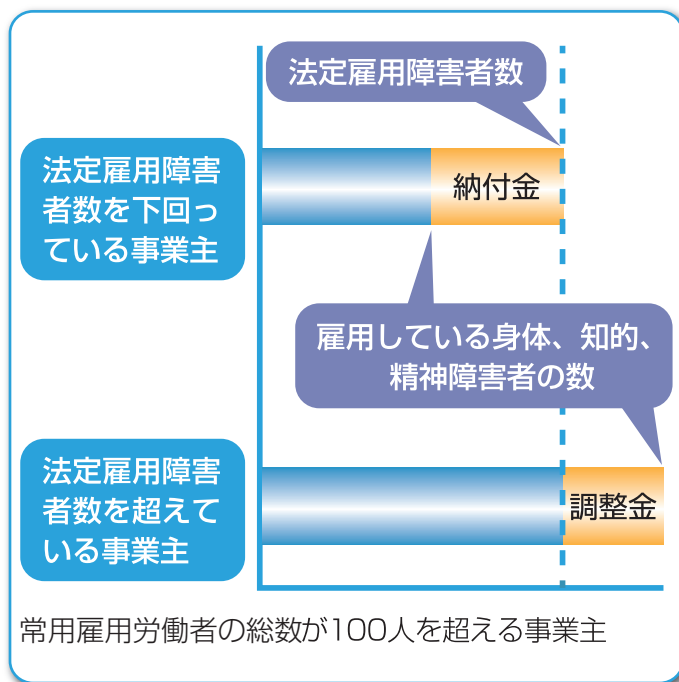 法定雇用障害者数
法定雇用障害
者数を下回っ
ている事業主
納付金
雇用している身体、知的、
精神障害者の数
法定雇用障害
者数を超えて
いる事業主
調整金
常用雇用労働者の総数が100人を超える事業主